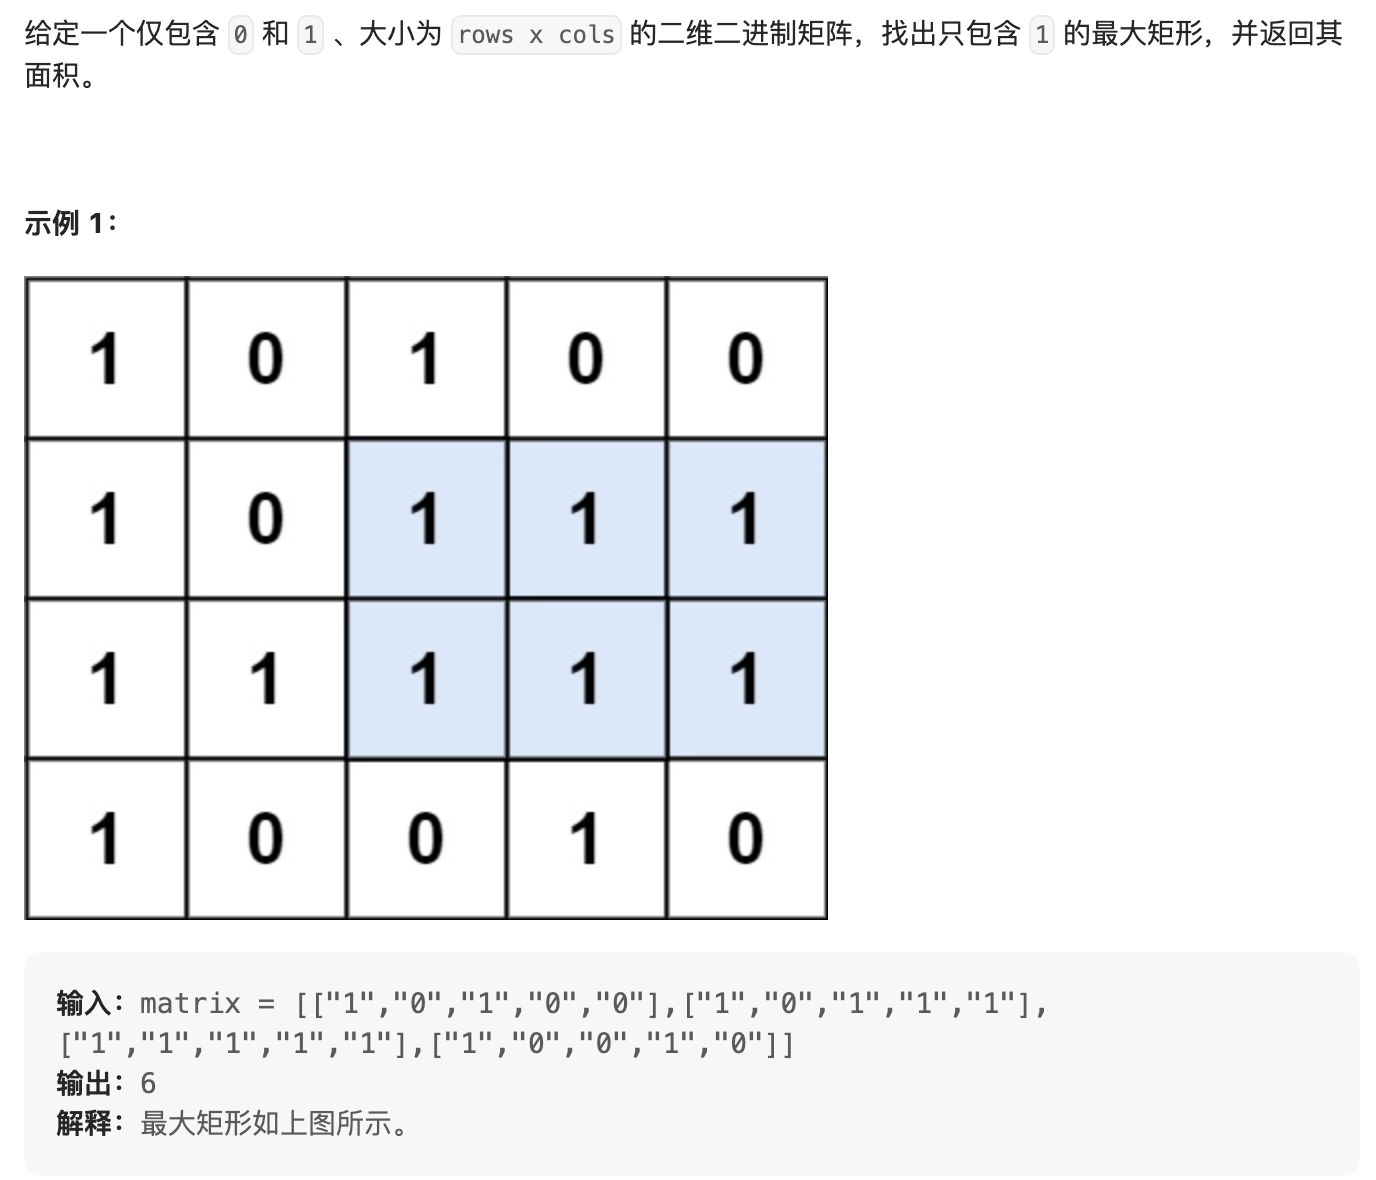 给定一个仅包含 0 和 1 、大小为 rows x cols 的二维二进制矩阵，找出只包含 1 的最大矩形，并返回其
面积。
示例 1：
1 0 1 0 0
1 0 1 1 1
1 1 1 1 1
1 0 0 1 0
输入：matrix = [["1","0","1","0","0"],["1","0","1","1","1"],
["1","1","1","1","1"],["1","0","0","1","0"]]
输出：6
解释：最大矩形如上图所示。